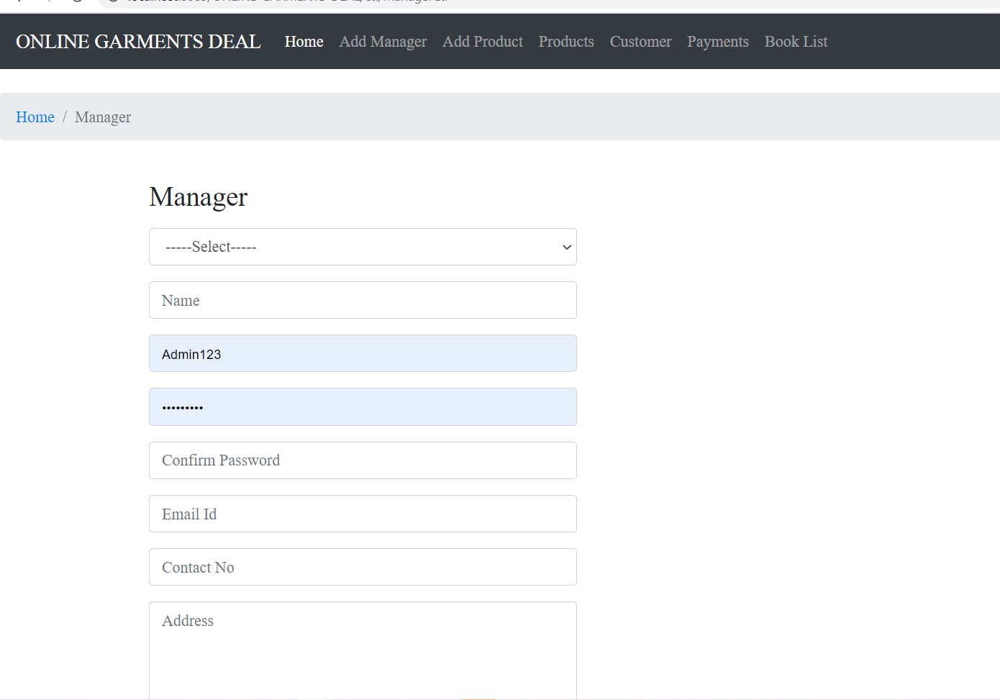 ONLINE GARMENTS DEAL Home Add Manager Add Product Products Customer Payments Book List
Home / Manager
Manager
-----Select-----
Name
Admin123
•••••••••
Confirm Password
Email Id
Contact No
Address